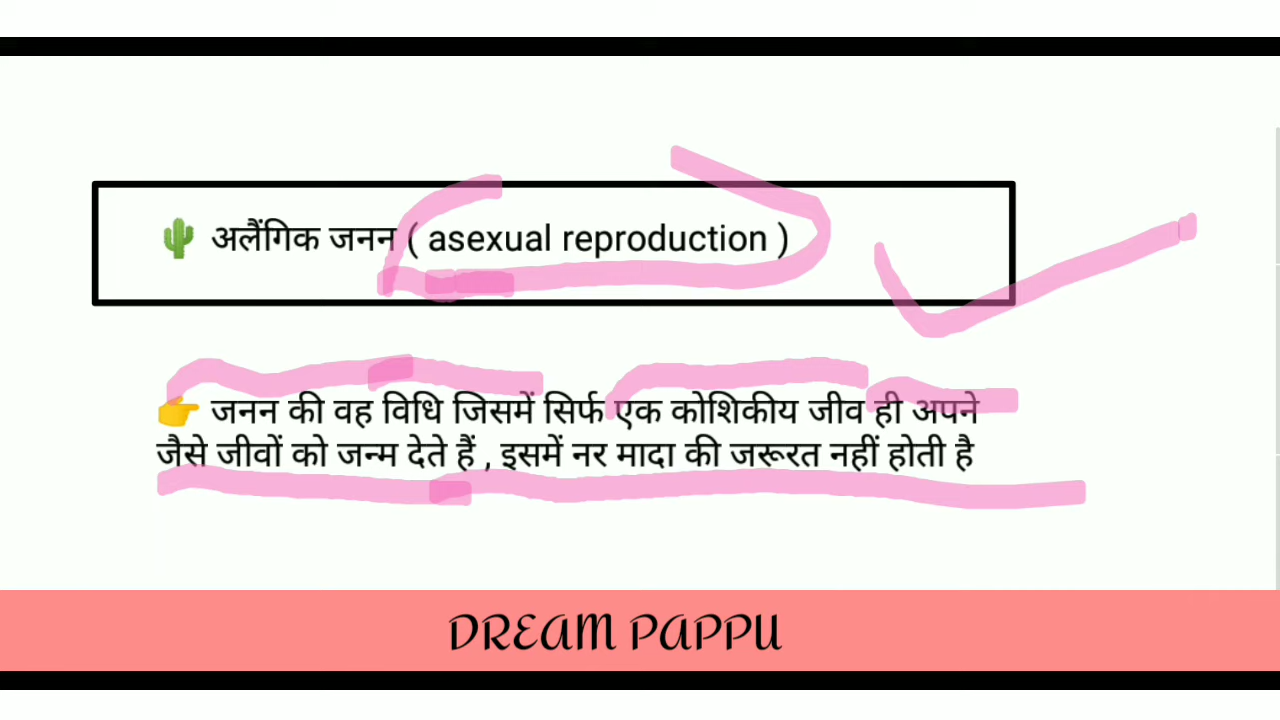 🌵 अलैंगिक जनन ( asexual reproduction )
👉 जनन की वह विधि जिसमें सिर्फ एक कोशिकीय जीव ही अपने
जैसे जीवों को जन्म देते हैं , इसमें नर मादा की जरूरत नहीं होती है
DREAM PAPPU